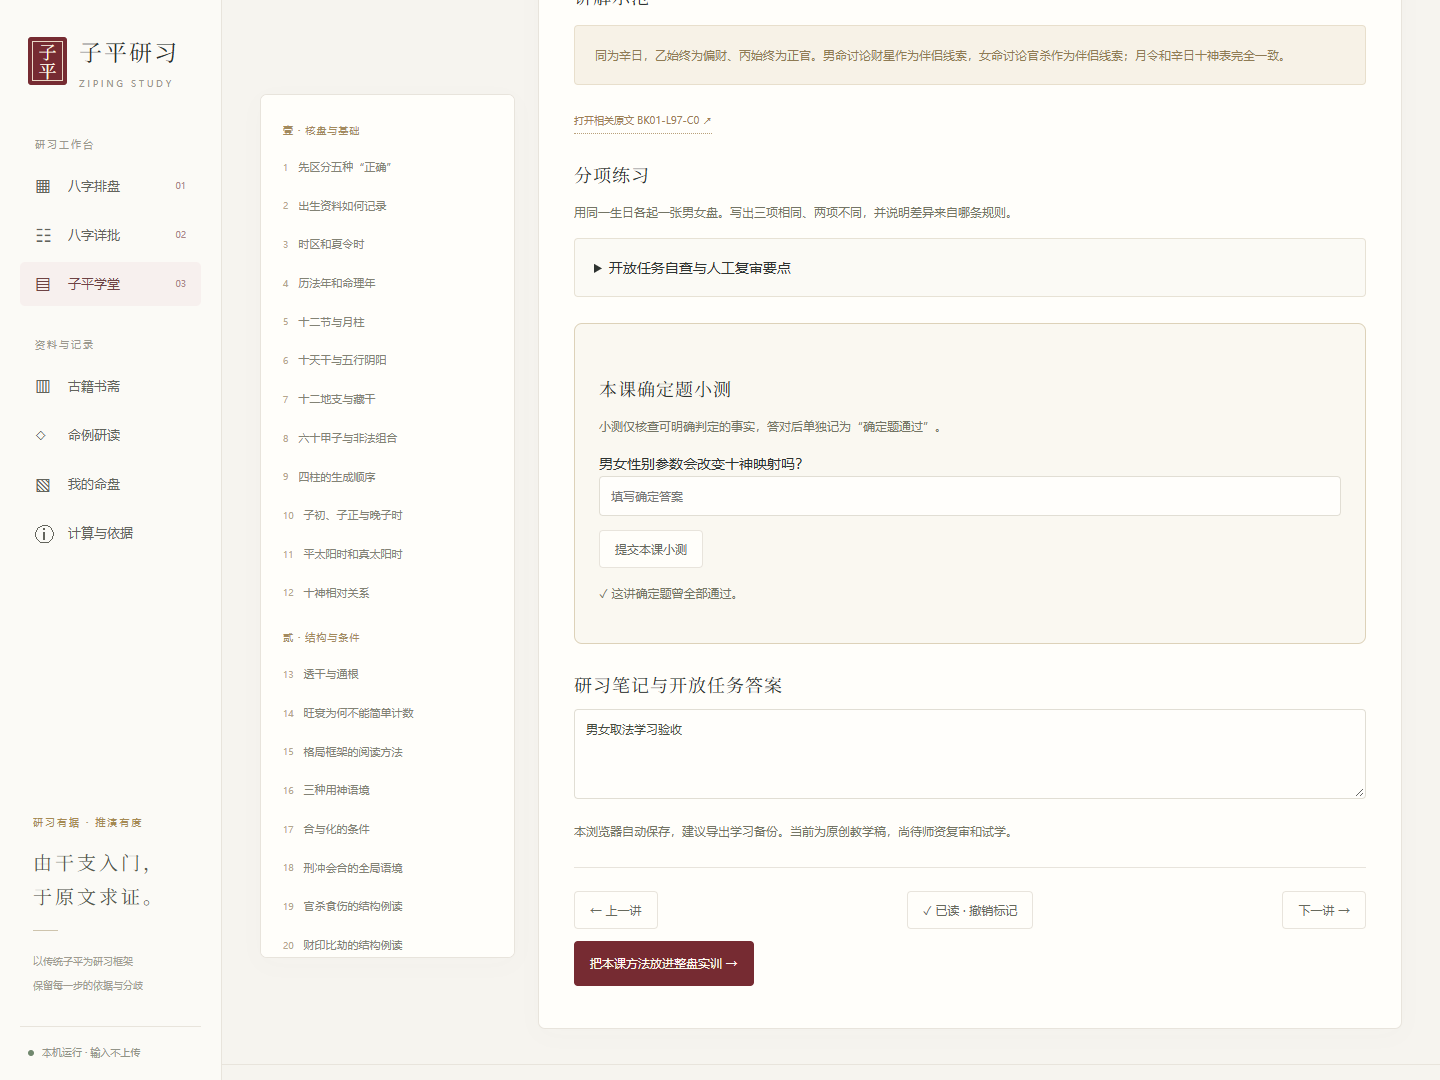 子平
子平研习
ZIPING STUDY
研习工作台
八字排盘 01
八字详批 02
子平学堂 03
资料与记录
古籍书斋
命例研读
我的命盘
计算与依据
研习有据 · 推演有度
由干支入门，
于原文求证。
以传统子平为研习框架
保留每一步的依据与分歧
本机运行 · 输入不上传
壹 · 核盘与基础
1 先区分五种“正确”
2 出生资料如何记录
3 时区和夏令时
4 历法年和命理年
5 十二节与月柱
6 十天干与五行阴阳
7 十二地支与藏干
8 六十甲子与非法组合
9 四柱的生成顺序
10 子初、子正与晚子时
11 平太阳时和真太阳时
12 十神相对关系
贰 · 结构与条件
13 透干与通根
14 旺衰为何不能简单计数
15 格局框架的阅读方法
16 三种用神语境
17 合与化的条件
18 刑冲会合的全局语境
19 官杀食伤的结构例读
20 财印比劫的结构例读
同为辛日，乙始终为偏财、丙始终为正官。男命讨论财星作为伴侣线索，女命讨论官杀作为伴侣线索；月令和辛日十神表完全一致。
打开相关原文 BK01-L97-C0 ↗
分项练习
用同一生日各起一张男女盘。写出三项相同、两项不同，并说明差异来自哪条规则。
▶ 开放任务自查与人工复审要点
本课确定题小测
小测仅核查可明确判定的事实，答对后单独记为“确定题通过”。
男女性别参数会改变十神映射吗？
填写确定答案
提交本课小测
✓ 这讲确定题曾全部通过。
研习笔记与开放任务答案
男女取法学习验收
本浏览器自动保存，建议导出学习备份。当前为原创教学稿，尚待师资复审和试学。
← 上一讲
✓ 已读 · 撤销标记
下一讲 →
把本课方法放进整盘实训 →